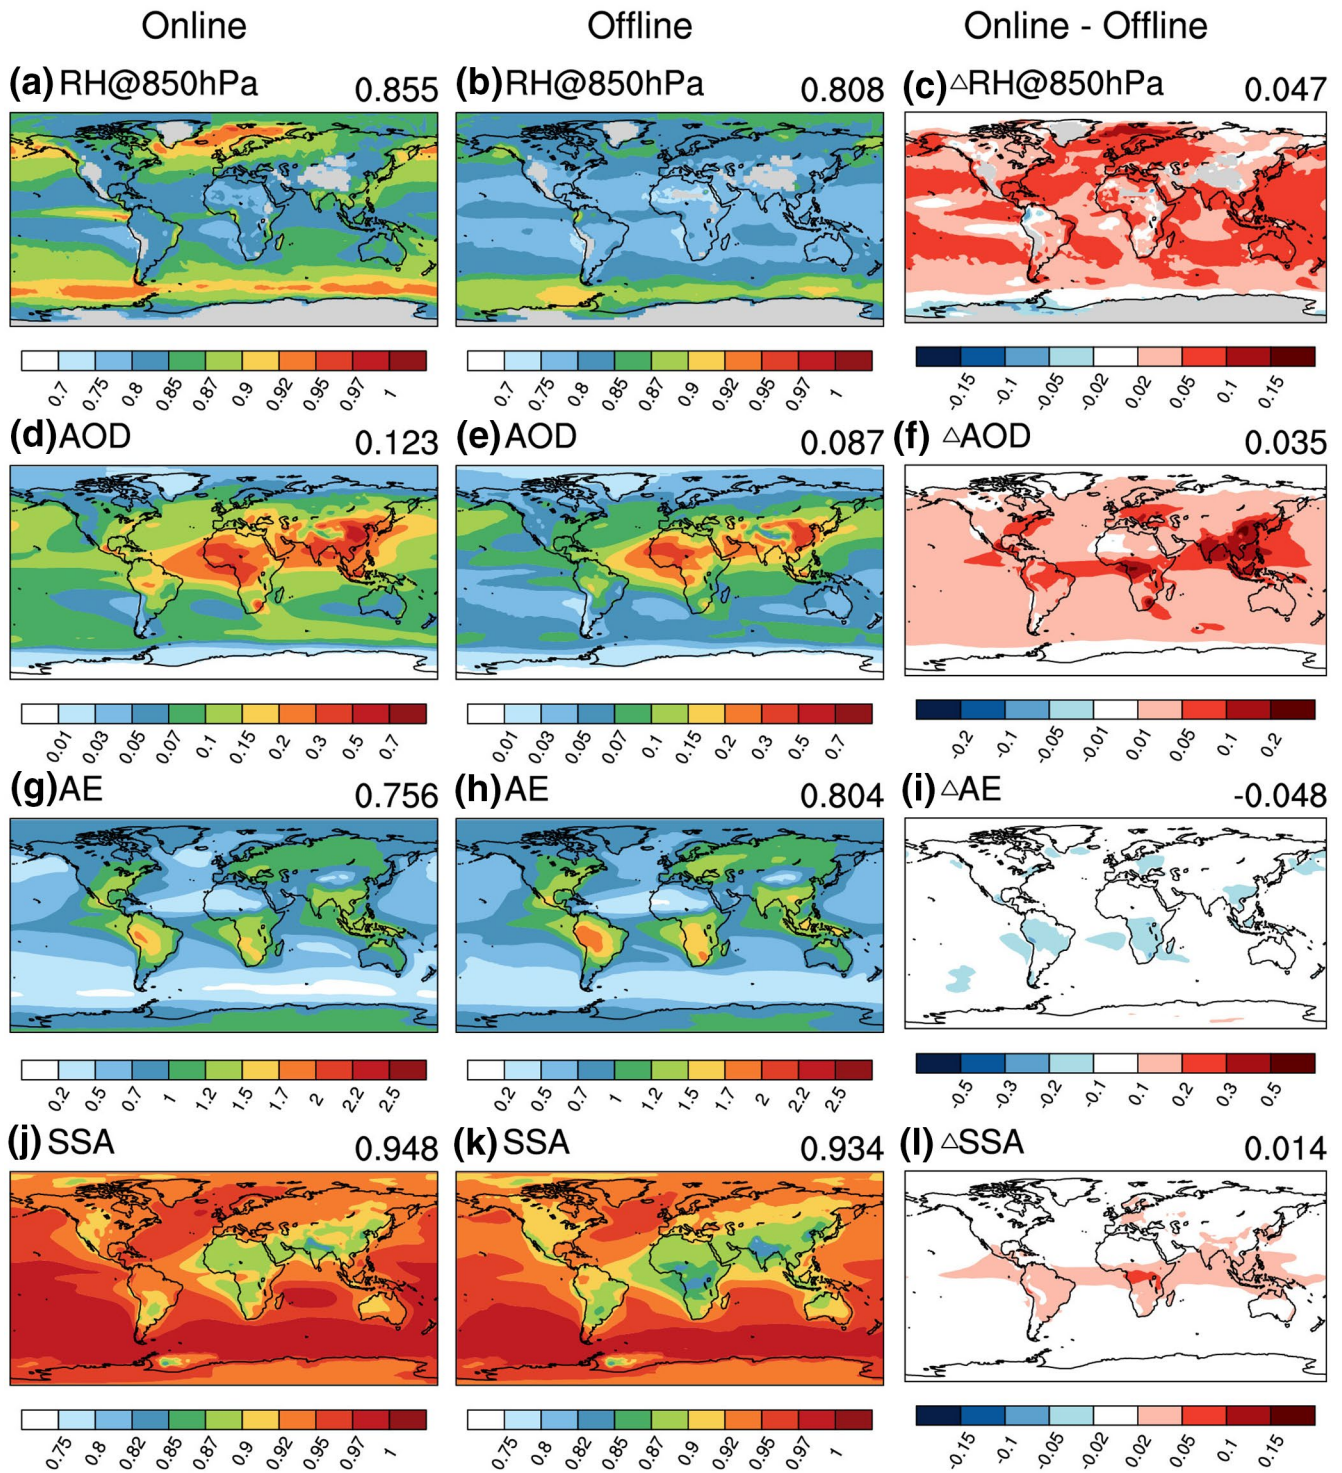 Online Offline Online - Offline
(a) RH@850hPa 0.855 (b) RH@850hPa 0.808 (c) △RH@850hPa 0.047
0.7 0.75 0.8 0.85 0.87 0.9 0.92 0.95 0.97 1 0.7 0.75 0.8 0.85 0.87 0.9 0.92 0.95 0.97 1 -0.15 -0.1 -0.05 -0.02 0.02 0.05 0.1 0.15
(d) AOD 0.123 (e) AOD 0.087 (f) △AOD 0.035
0.01 0.03 0.05 0.07 0.1 0.15 0.2 0.3 0.5 0.7 0.01 0.03 0.05 0.07 0.1 0.15 0.2 0.3 0.5 0.7 -0.2 -0.1 -0.05 -0.01 0.01 0.05 0.1 0.2
(g) AE 0.756 (h) AE 0.804 (i) △AE -0.048
0.2 0.5 0.7 1 1.2 1.5 1.7 2 2.2 2.5 0.2 0.5 0.7 1 1.2 1.5 1.7 2 2.2 2.5 -0.5 -0.3 -0.2 -0.1 0.1 0.2 0.3 0.5
(j) SSA 0.948 (k) SSA 0.934 (l) △SSA 0.014
0.75 0.8 0.82 0.85 0.87 0.9 0.92 0.95 0.97 1 0.75 0.8 0.82 0.85 0.87 0.9 0.92 0.95 0.97 1 -0.15 -0.1 -0.05 -0.02 0.02 0.05 0.1 0.15